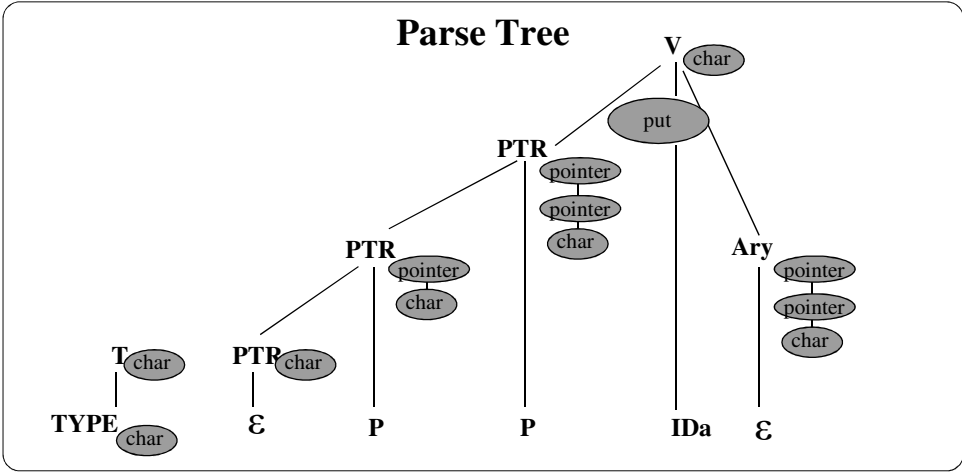 Parse Tree
V char
put
PTR
pointer
pointer
char
PTR
pointer
char
Ary
pointer
pointer
char
T char
PTR char
TYPE char
ε
P
P
IDa
ε